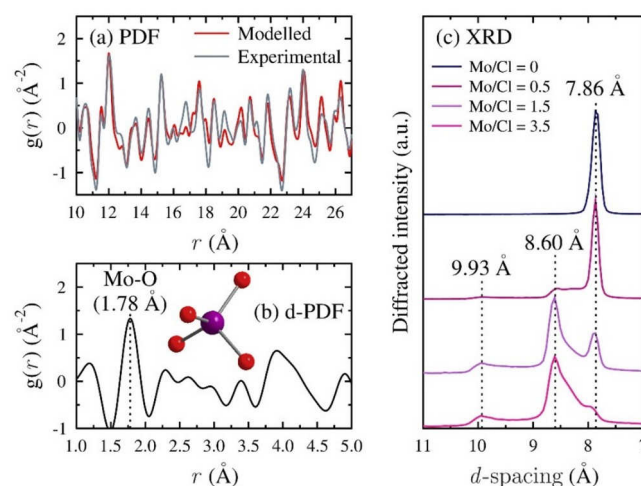 (a) PDF
Modelled
Experimental
g(r) (Å⁻²)
2
1
0
-1
10 12 14 16 18 20 22 24 26
r (Å)
Mo-O
(1.78 Å)
(b) d-PDF
g(r) (Å⁻²)
2
1
0
-1
1.0 1.5 2.0 2.5 3.0 3.5 4.0 4.5 5.0
r (Å)
(c) XRD
Mo/Cl = 0
Mo/Cl = 0.5
Mo/Cl = 1.5
Mo/Cl = 3.5
7.86 Å
8.60 Å
9.93 Å
Diffracted intensity (a.u.)
11 10 9 8 7
d-spacing (Å)